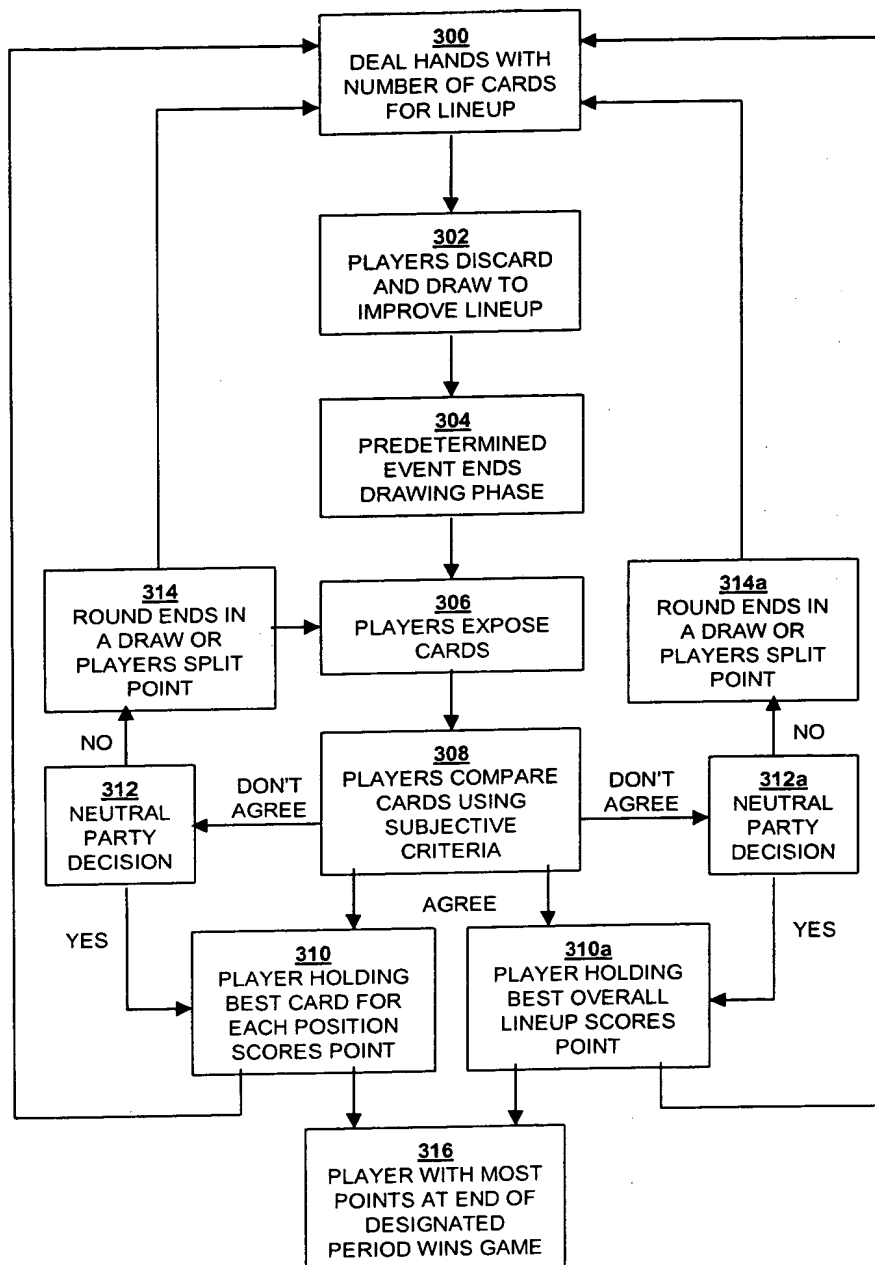 300
DEAL HANDS WITH
NUMBER OF CARDS
FOR LINEUP
302
PLAYERS DISCARD
AND DRAW TO
IMPROVE LINEUP
304
PREDETERMINED
EVENT ENDS
DRAWING PHASE
314
ROUND ENDS IN
A DRAW OR
PLAYERS SPLIT
POINT
306
PLAYERS EXPOSE
CARDS
314a
ROUND ENDS IN
A DRAW OR
PLAYERS SPLIT
POINT
NO
NO
312
NEUTRAL
PARTY
DECISION
DON'T
AGREE
308
PLAYERS COMPARE
CARDS USING
SUBJECTIVE
CRITERIA
DON'T
AGREE
312a
NEUTRAL
PARTY
DECISION
YES
AGREE
YES
310
PLAYER HOLDING
BEST CARD FOR
EACH POSITION
SCORES POINT
310a
PLAYER HOLDING
BEST OVERALL
LINEUP SCORES
POINT
316
PLAYER WITH MOST
POINTS AT END OF
DESIGNATED
PERIOD WINS GAME